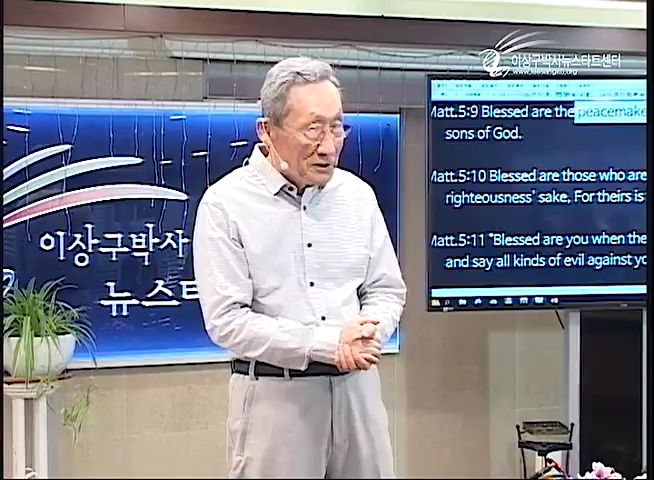 이상구박사뉴스타트센터
Matt.5:9 Blessed are the peacemake
sons of God.
Matt.5:10 Blessed are those who are
righteousness' sake, For theirs is
Matt.5:11 "Blessed are you when the
and say all kinds of evil against yo
이상구박사
뉴스타